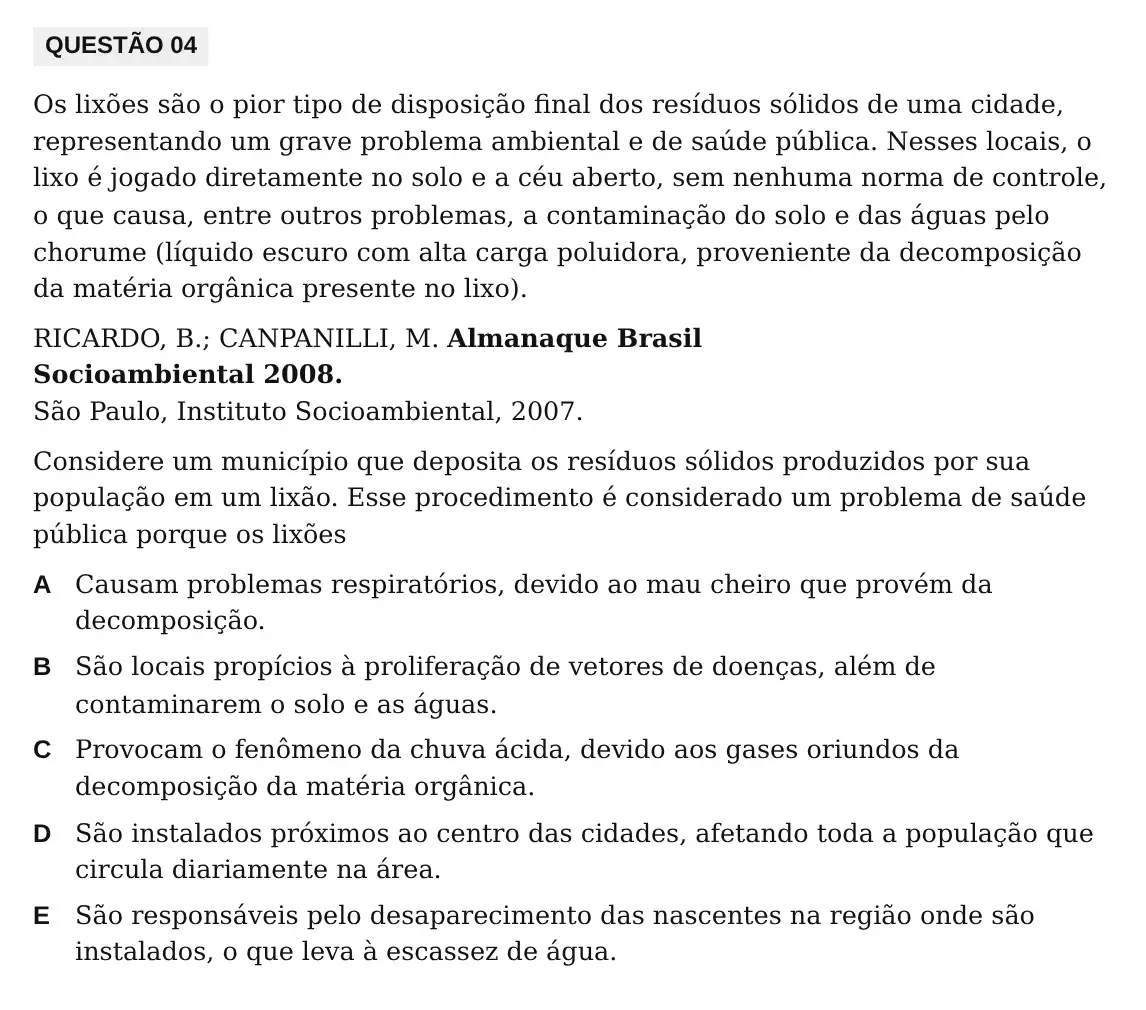 QUESTÃO 04
Os lixões são o pior tipo de disposição final dos resíduos sólidos de uma cidade,
representando um grave problema ambiental e de saúde pública. Nesses locais, o
lixo é jogado diretamente no solo e a céu aberto, sem nenhuma norma de controle,
o que causa, entre outros problemas, a contaminação do solo e das águas pelo
chorume (líquido escuro com alta carga poluidora, proveniente da decomposição
da matéria orgânica presente no lixo).
RICARDO, B.; CANPANILLI, M. Almanaque Brasil
Socioambiental 2008.
São Paulo, Instituto Socioambiental, 2007.
Considere um município que deposita os resíduos sólidos produzidos por sua
população em um lixão. Esse procedimento é considerado um problema de saúde
pública porque os lixões
A Causam problemas respiratórios, devido ao mau cheiro que provém da
decomposição.
B São locais propícios à proliferação de vetores de doenças, além de
contaminarem o solo e as águas.
C Provocam o fenômeno da chuva ácida, devido aos gases oriundos da
decomposição da matéria orgânica.
D São instalados próximos ao centro das cidades, afetando toda a população que
circula diariamente na área.
E São responsáveis pelo desaparecimento das nascentes na região onde são
instalados, o que leva à escassez de água.